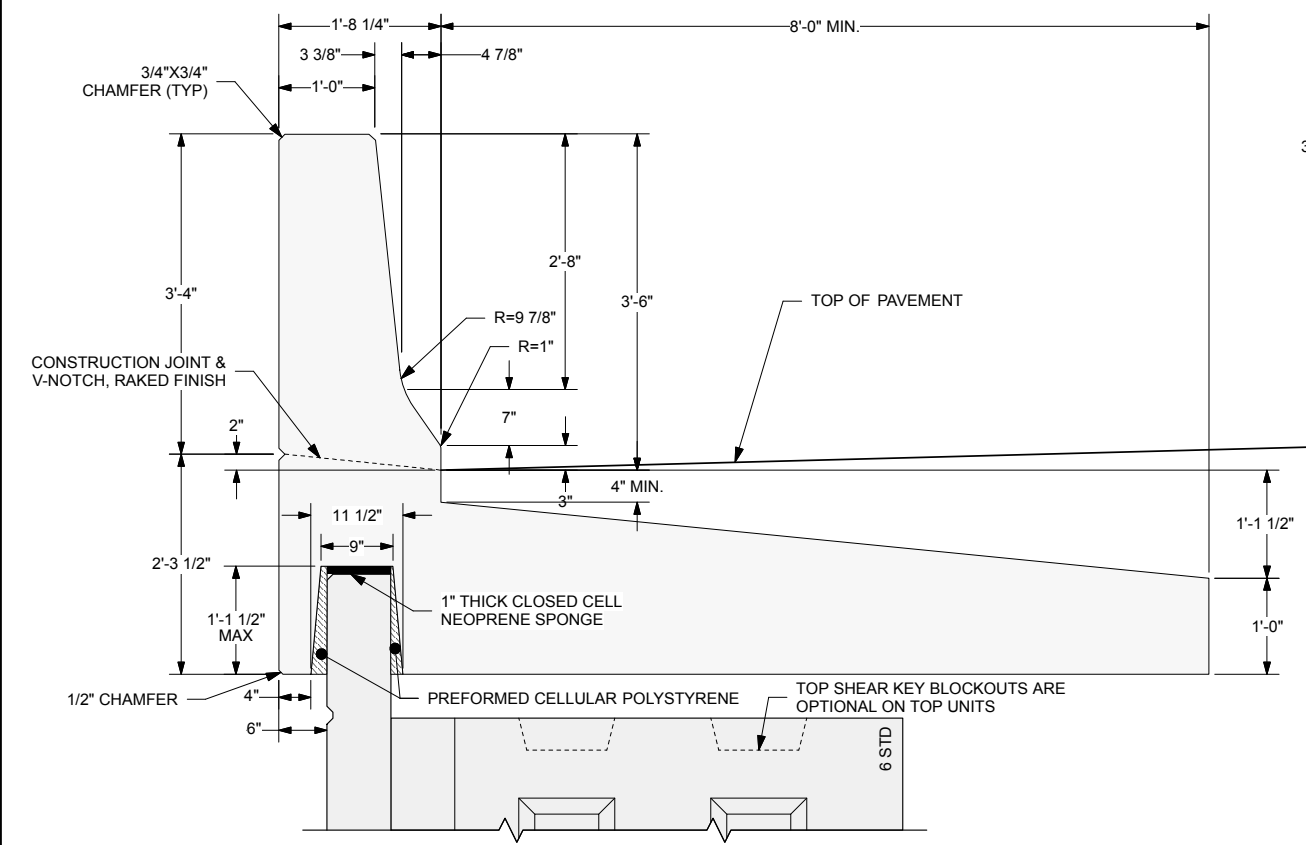 1'-8 1/4"
8'-0" MIN.
3 3/8"
4 7/8"
3/4"X3/4"
CHAMFER (TYP)
1'-0"
3
2'-8"
3'-4"
3'-6"
TOP OF PAVEMENT
R=9 7/8"
R=1"
CONSTRUCTION JOINT &
V-NOTCH, RAKED FINISH
7"
2"
4" MIN.
3"
11 1/2"
1'-1 1/2"
9"
2'-3 1/2"
1" THICK CLOSED CELL
NEOPRENE SPONGE
1'-1 1/2"
MAX
1'-0"
1/2" CHAMFER
4"
PREFORMED CELLULAR POLYSTYRENE
TOP SHEAR KEY BLOCKOUTS ARE
OPTIONAL ON TOP UNITS
6"
6 STD